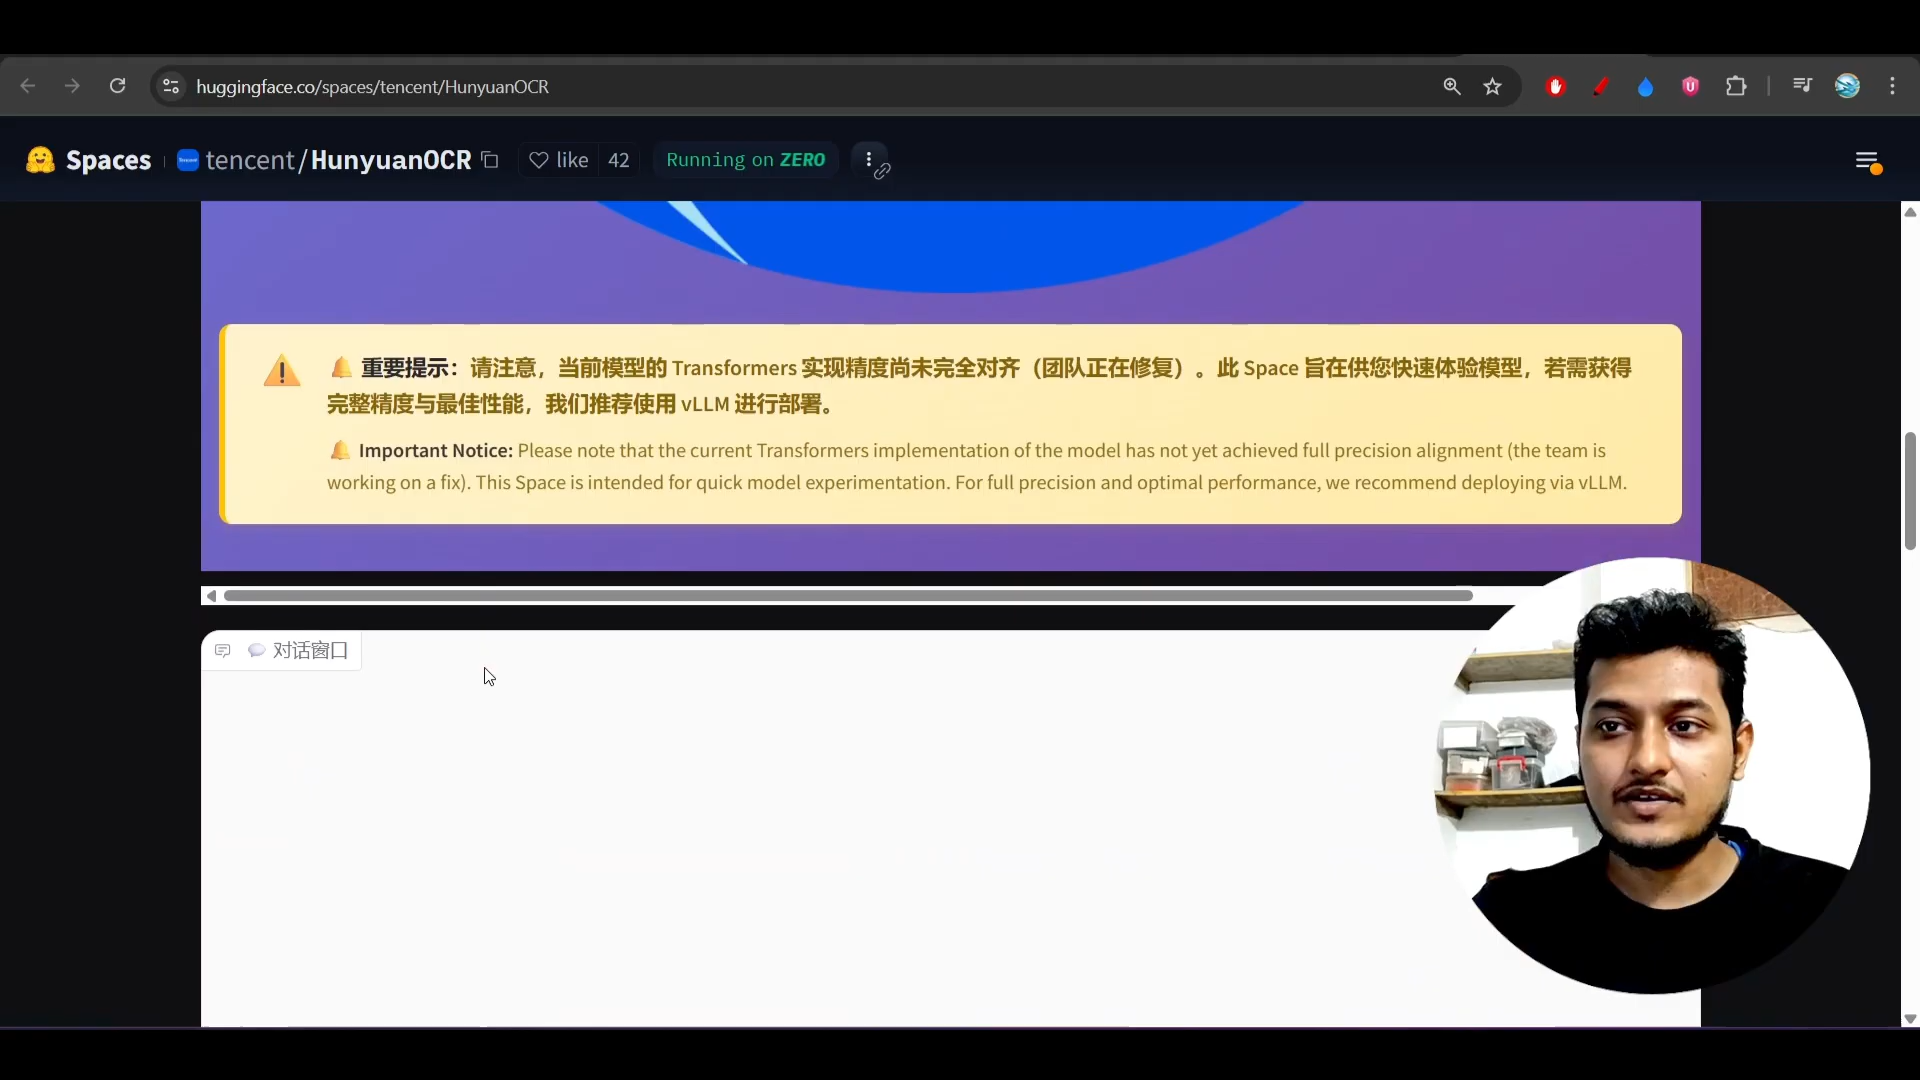 huggingface.co/spaces/tencent/HunyuanOCR
Spaces tencent/HunyuanOCR like 42 Running on ZERO
🔔 重要提示：请注意，当前模型的 Transformers 实现精度尚未完全对齐（团队正在修复）。此 Space 旨在供您快速体验模型，若需获得
完整精度与最佳性能，我们推荐使用 vLLM 进行部署。
🔔 Important Notice: Please note that the current Transformers implementation of the model has not yet achieved full precision alignment (the team is
working on a fix). This Space is intended for quick model experimentation. For full precision and optimal performance, we recommend deploying via vLLM.
💬 对话窗口